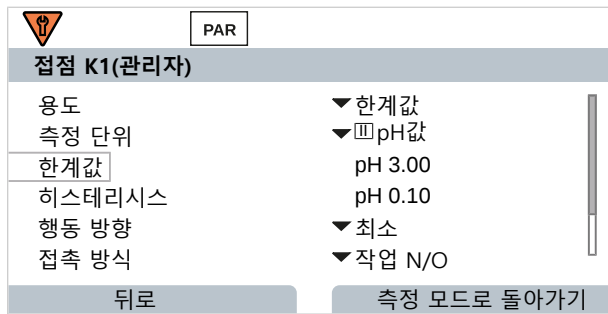 PAR
접점 K1(관리자)
용도 한계값
측정 단위 Ⅲ pH값
한계값 pH 3.00
히스테리시스 pH 0.10
행동 방향 최소
접촉 방식 작업 N/O
뒤로 측정 모드로 돌아가기